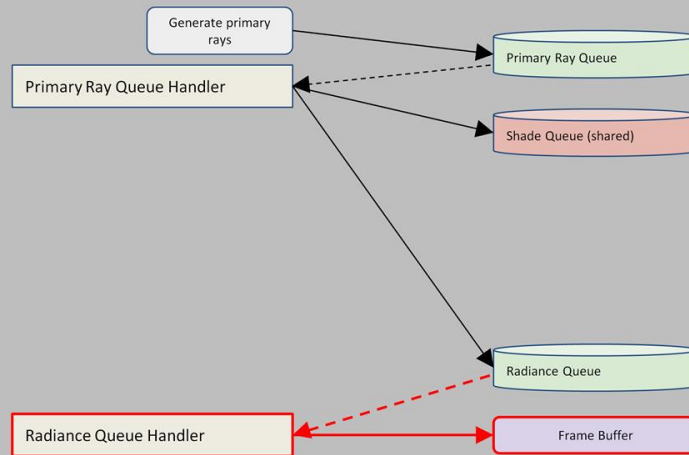 Generate primary
rays
Primary Ray Queue
Primary Ray Queue Handler
Shade Queue (shared)
Radiance Queue
Radiance Queue Handler
Frame Buffer